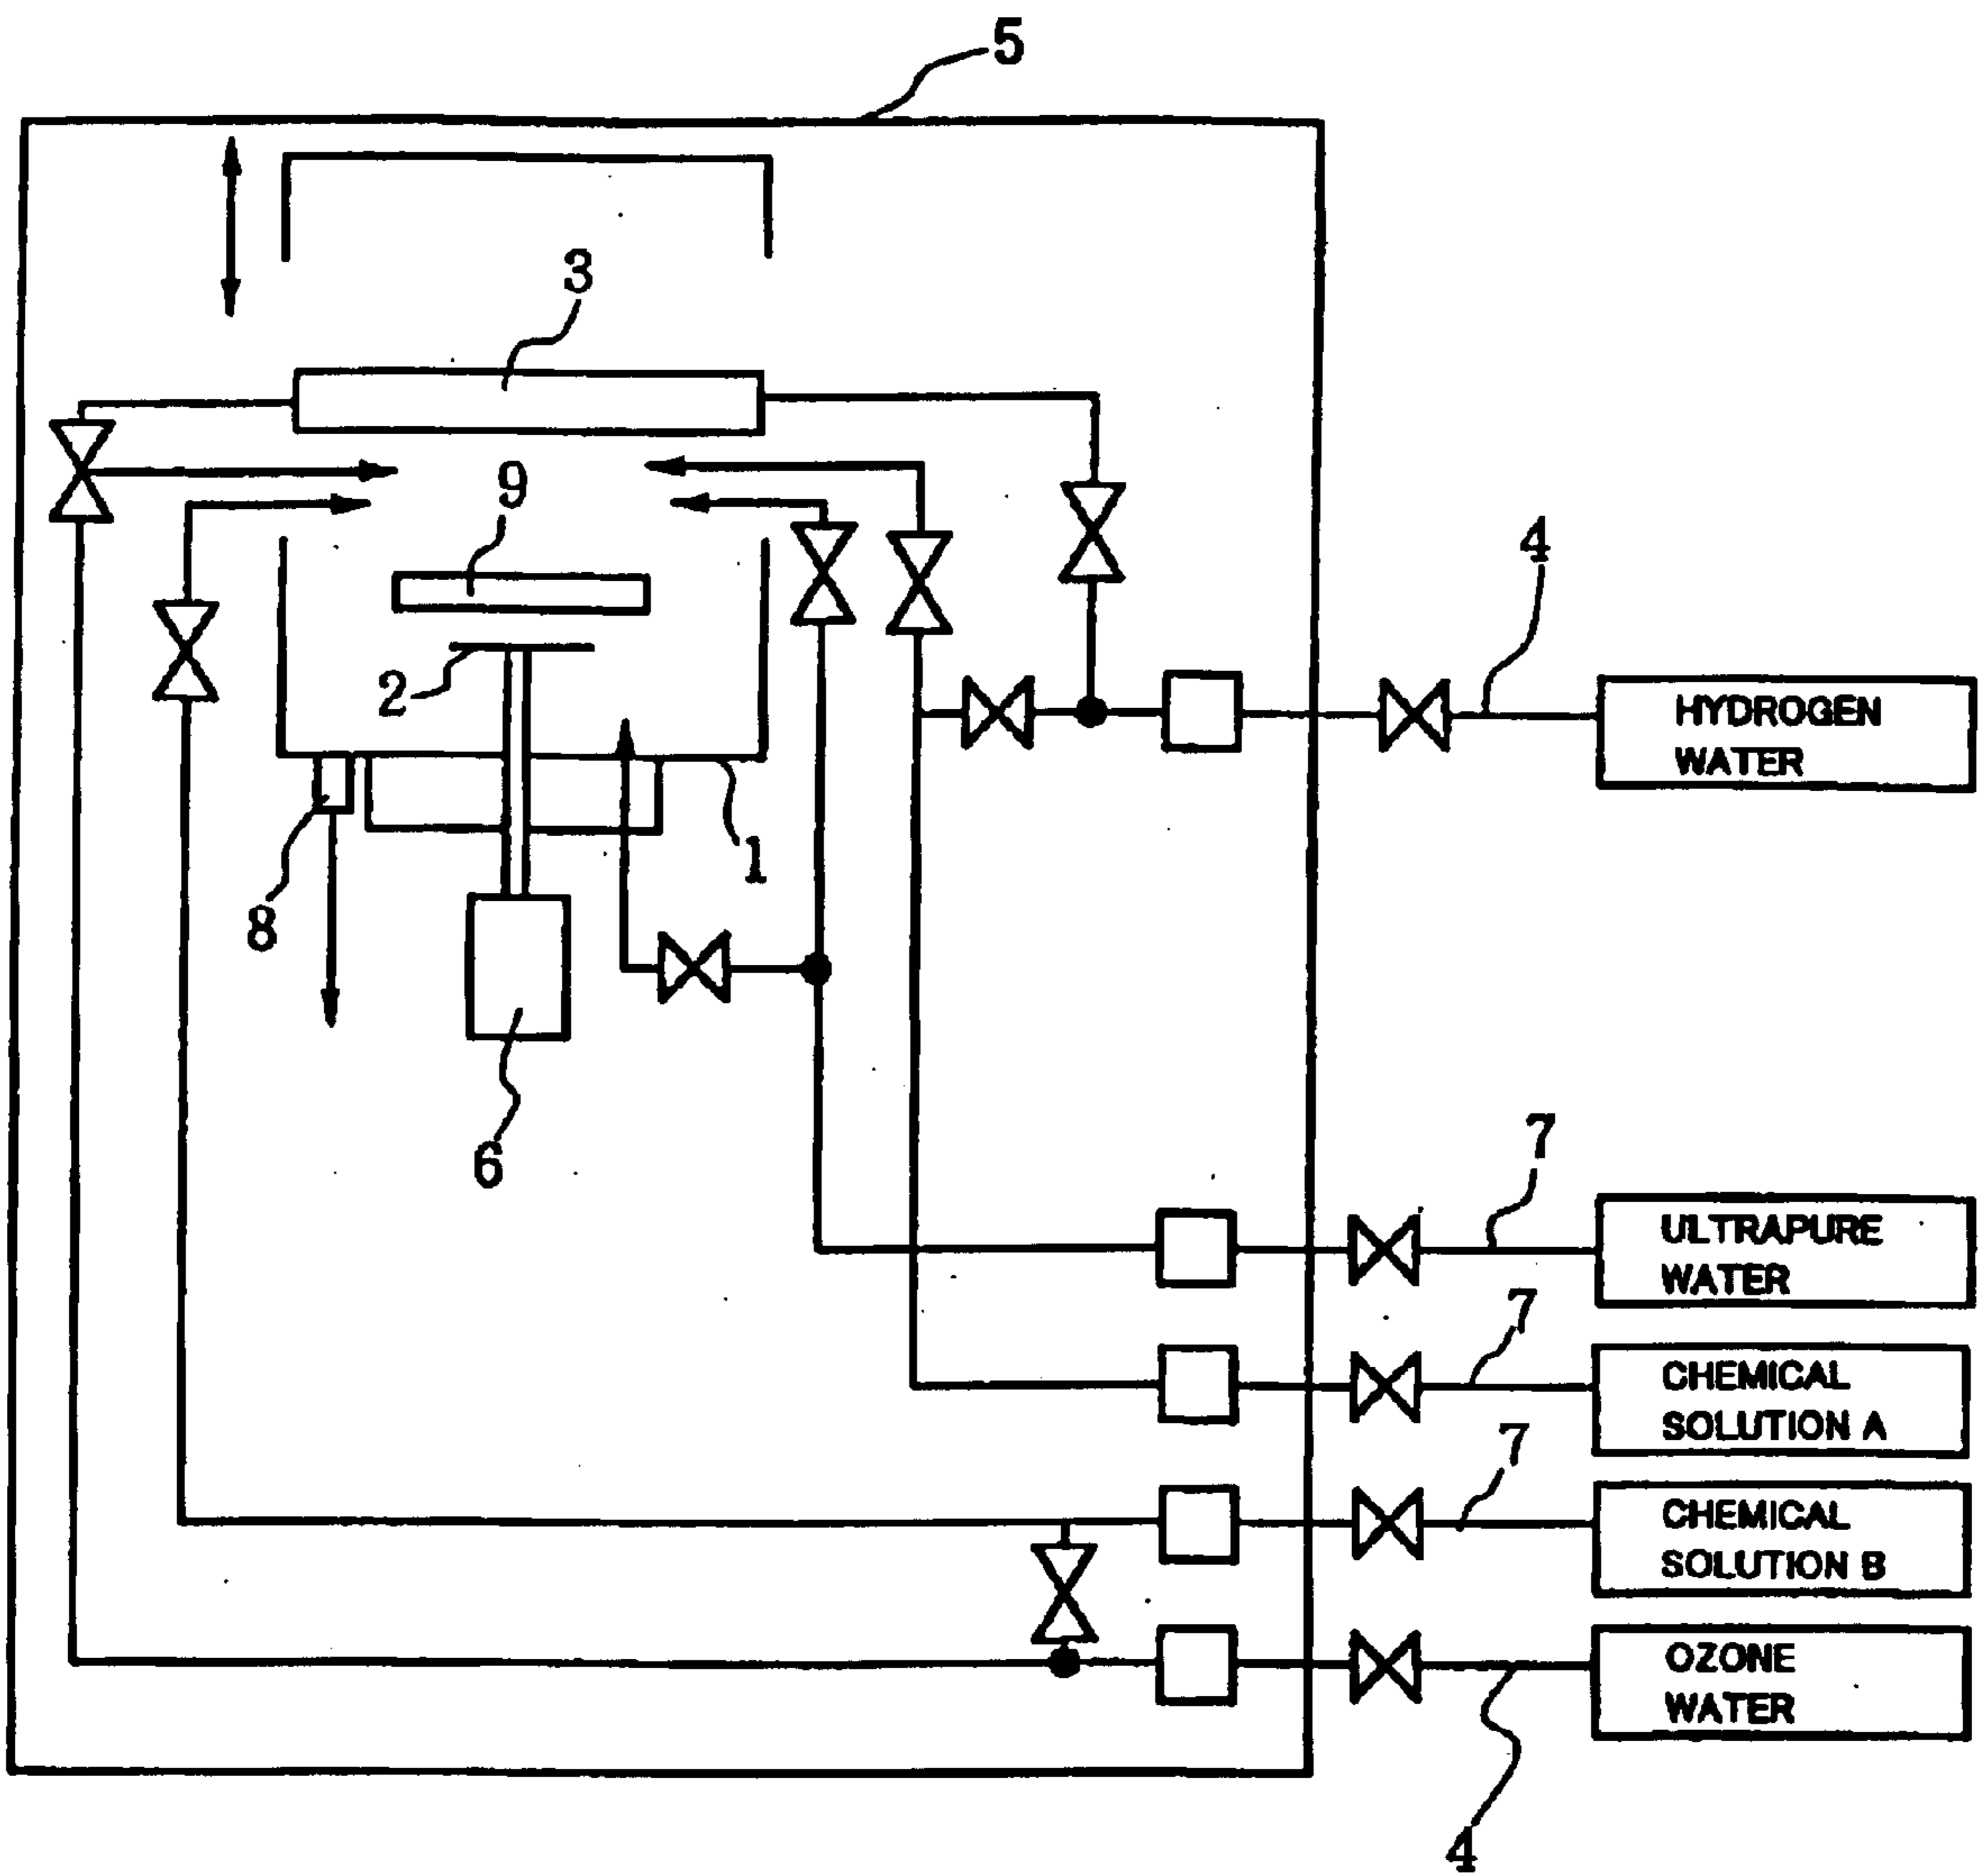 5
3
9
4
2
HYDROGEN
WATER
1
8
6
7
ULTRAPURE
WATER
7
CHEMICAL
SOLUTION A
7
CHEMICAL
SOLUTION B
OZONE
WATER
4